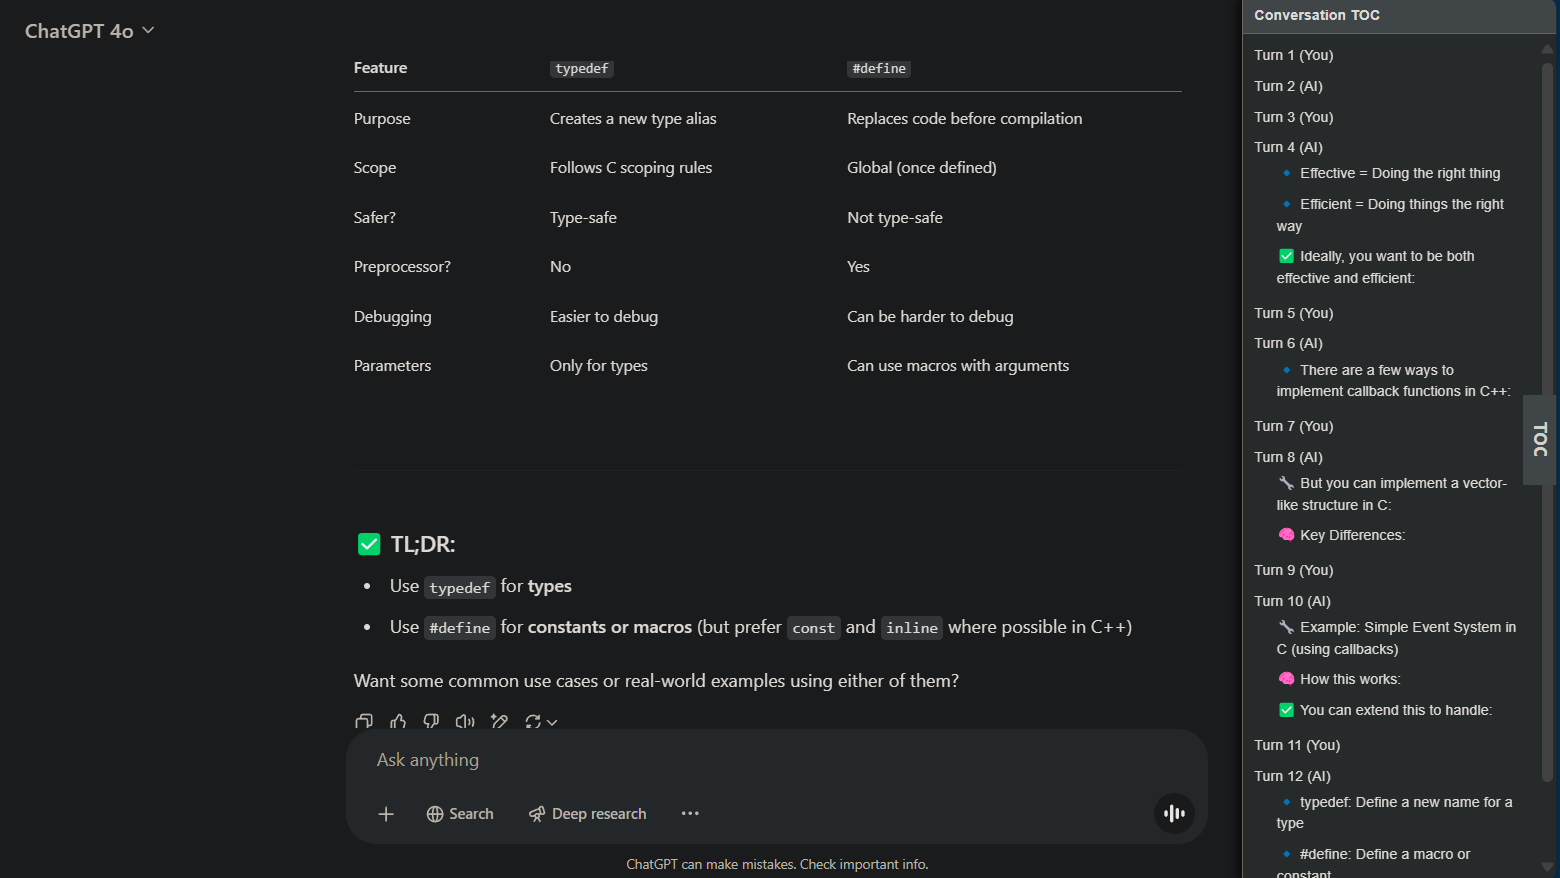 ChatGPT 4o
Feature typedef #define
Purpose Creates a new type alias Replaces code before compilation
Scope Follows C scoping rules Global (once defined)
Safer? Type-safe Not type-safe
Preprocessor? No Yes
Debugging Easier to debug Can be harder to debug
Parameters Only for types Can use macros with arguments
✅ TL;DR:
• Use typedef for types
• Use #define for constants or macros (but prefer const and inline where possible in C++)
Want some common use cases or real-world examples using either of them?
Ask anything
Search Deep research
ChatGPT can make mistakes. Check important info.
Conversation TOC
Turn 1 (You)
Turn 2 (AI)
Turn 3 (You)
Turn 4 (AI)
🔹 Effective = Doing the right thing
🔹 Efficient = Doing things the right
way
✅ Ideally, you want to be both
effective and efficient:
Turn 5 (You)
Turn 6 (AI)
🔹 There are a few ways to
implement callback functions in C++:
Turn 7 (You)
Turn 8 (AI)
🔧 But you can implement a vector-
like structure in C:
🧠 Key Differences:
Turn 9 (You)
Turn 10 (AI)
🔧 Example: Simple Event System in
C (using callbacks)
🧠 How this works:
✅ You can extend this to handle:
Turn 11 (You)
Turn 12 (AI)
🔹 typedef: Define a new name for a
type
🔹 #define: Define a macro or
constant
TOC